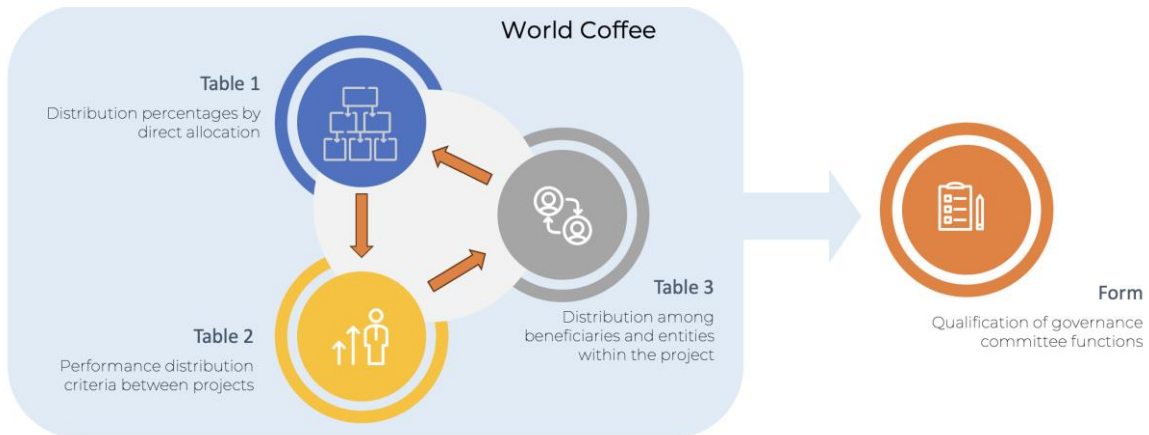 World Coffee
Table 1
Distribution percentages by
direct allocation
Table 2
Performance distribution
criteria between projects
Table 3
Distribution among
beneficiaries and entities
within the project
Form
Qualification of governance
committee functions